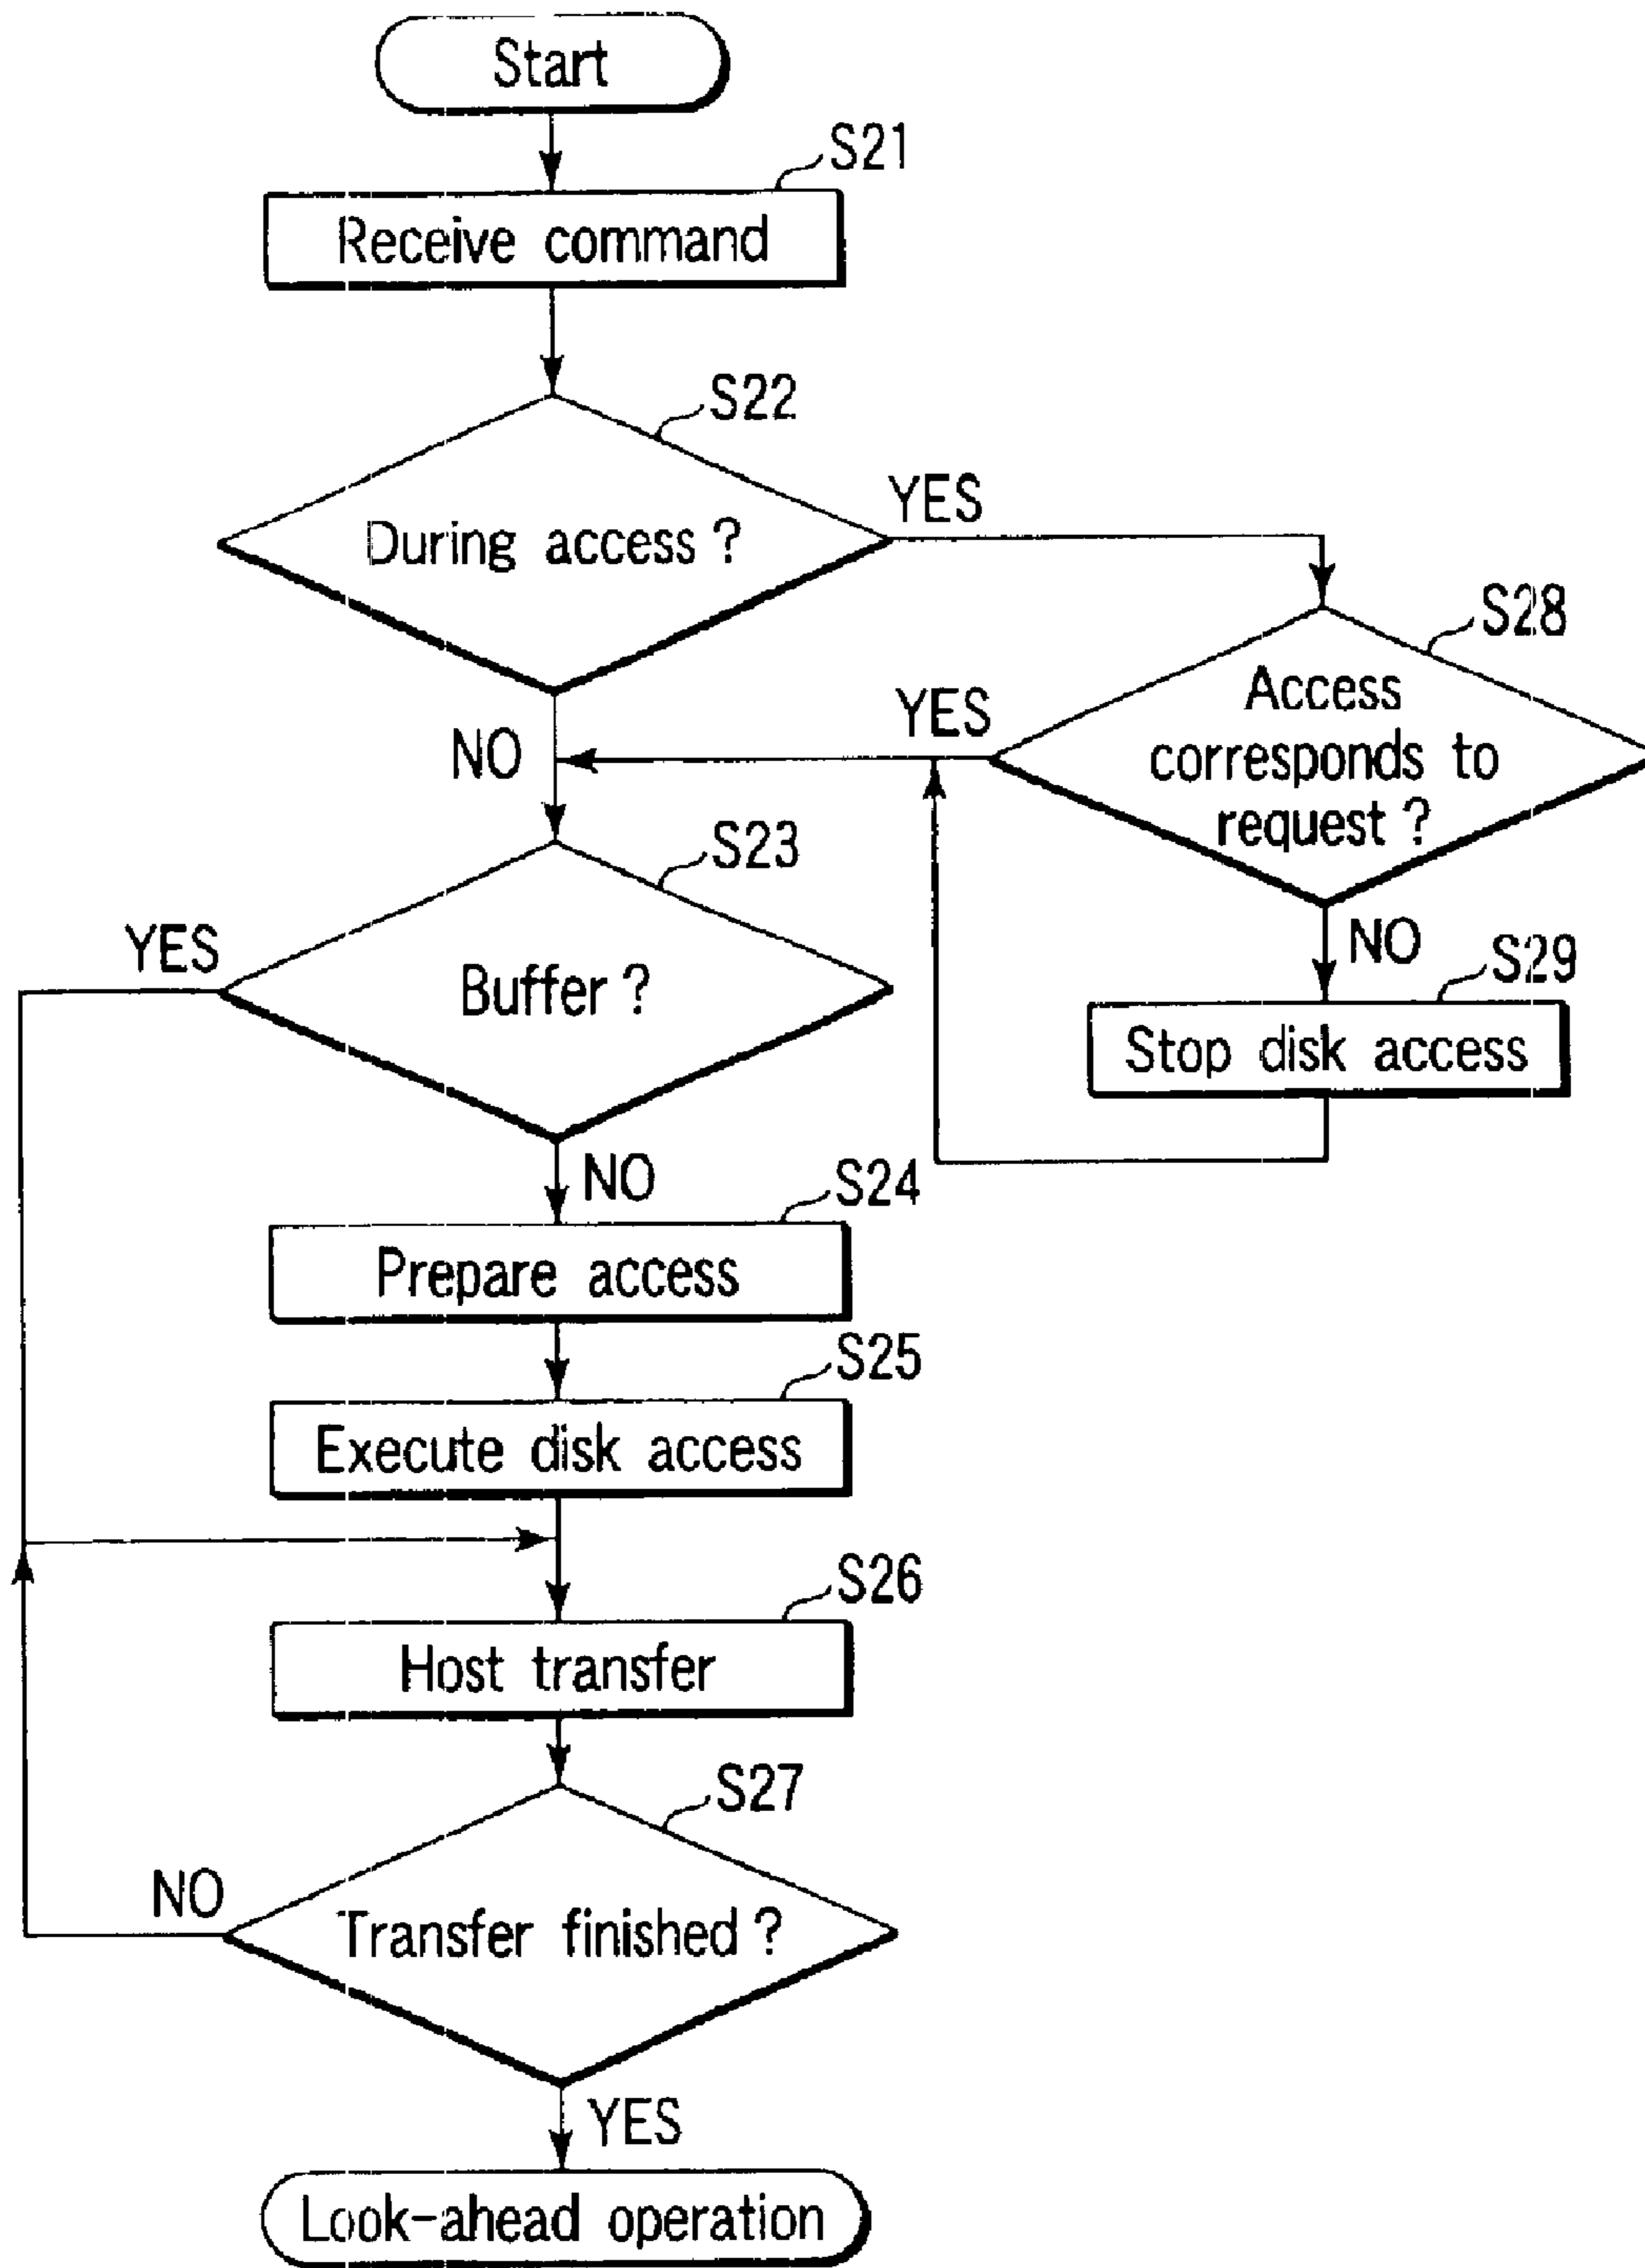 Start
S21
Receive command
S22
During access ?
YES
NO
S28
Access
corresponds to
request ?
YES
NO
S29
Stop disk access
S23
Buffer ?
YES
NO
S24
Prepare access
S25
Execute disk access
S26
Host transfer
S27
Transfer finished ?
NO
YES
Look-ahead operation